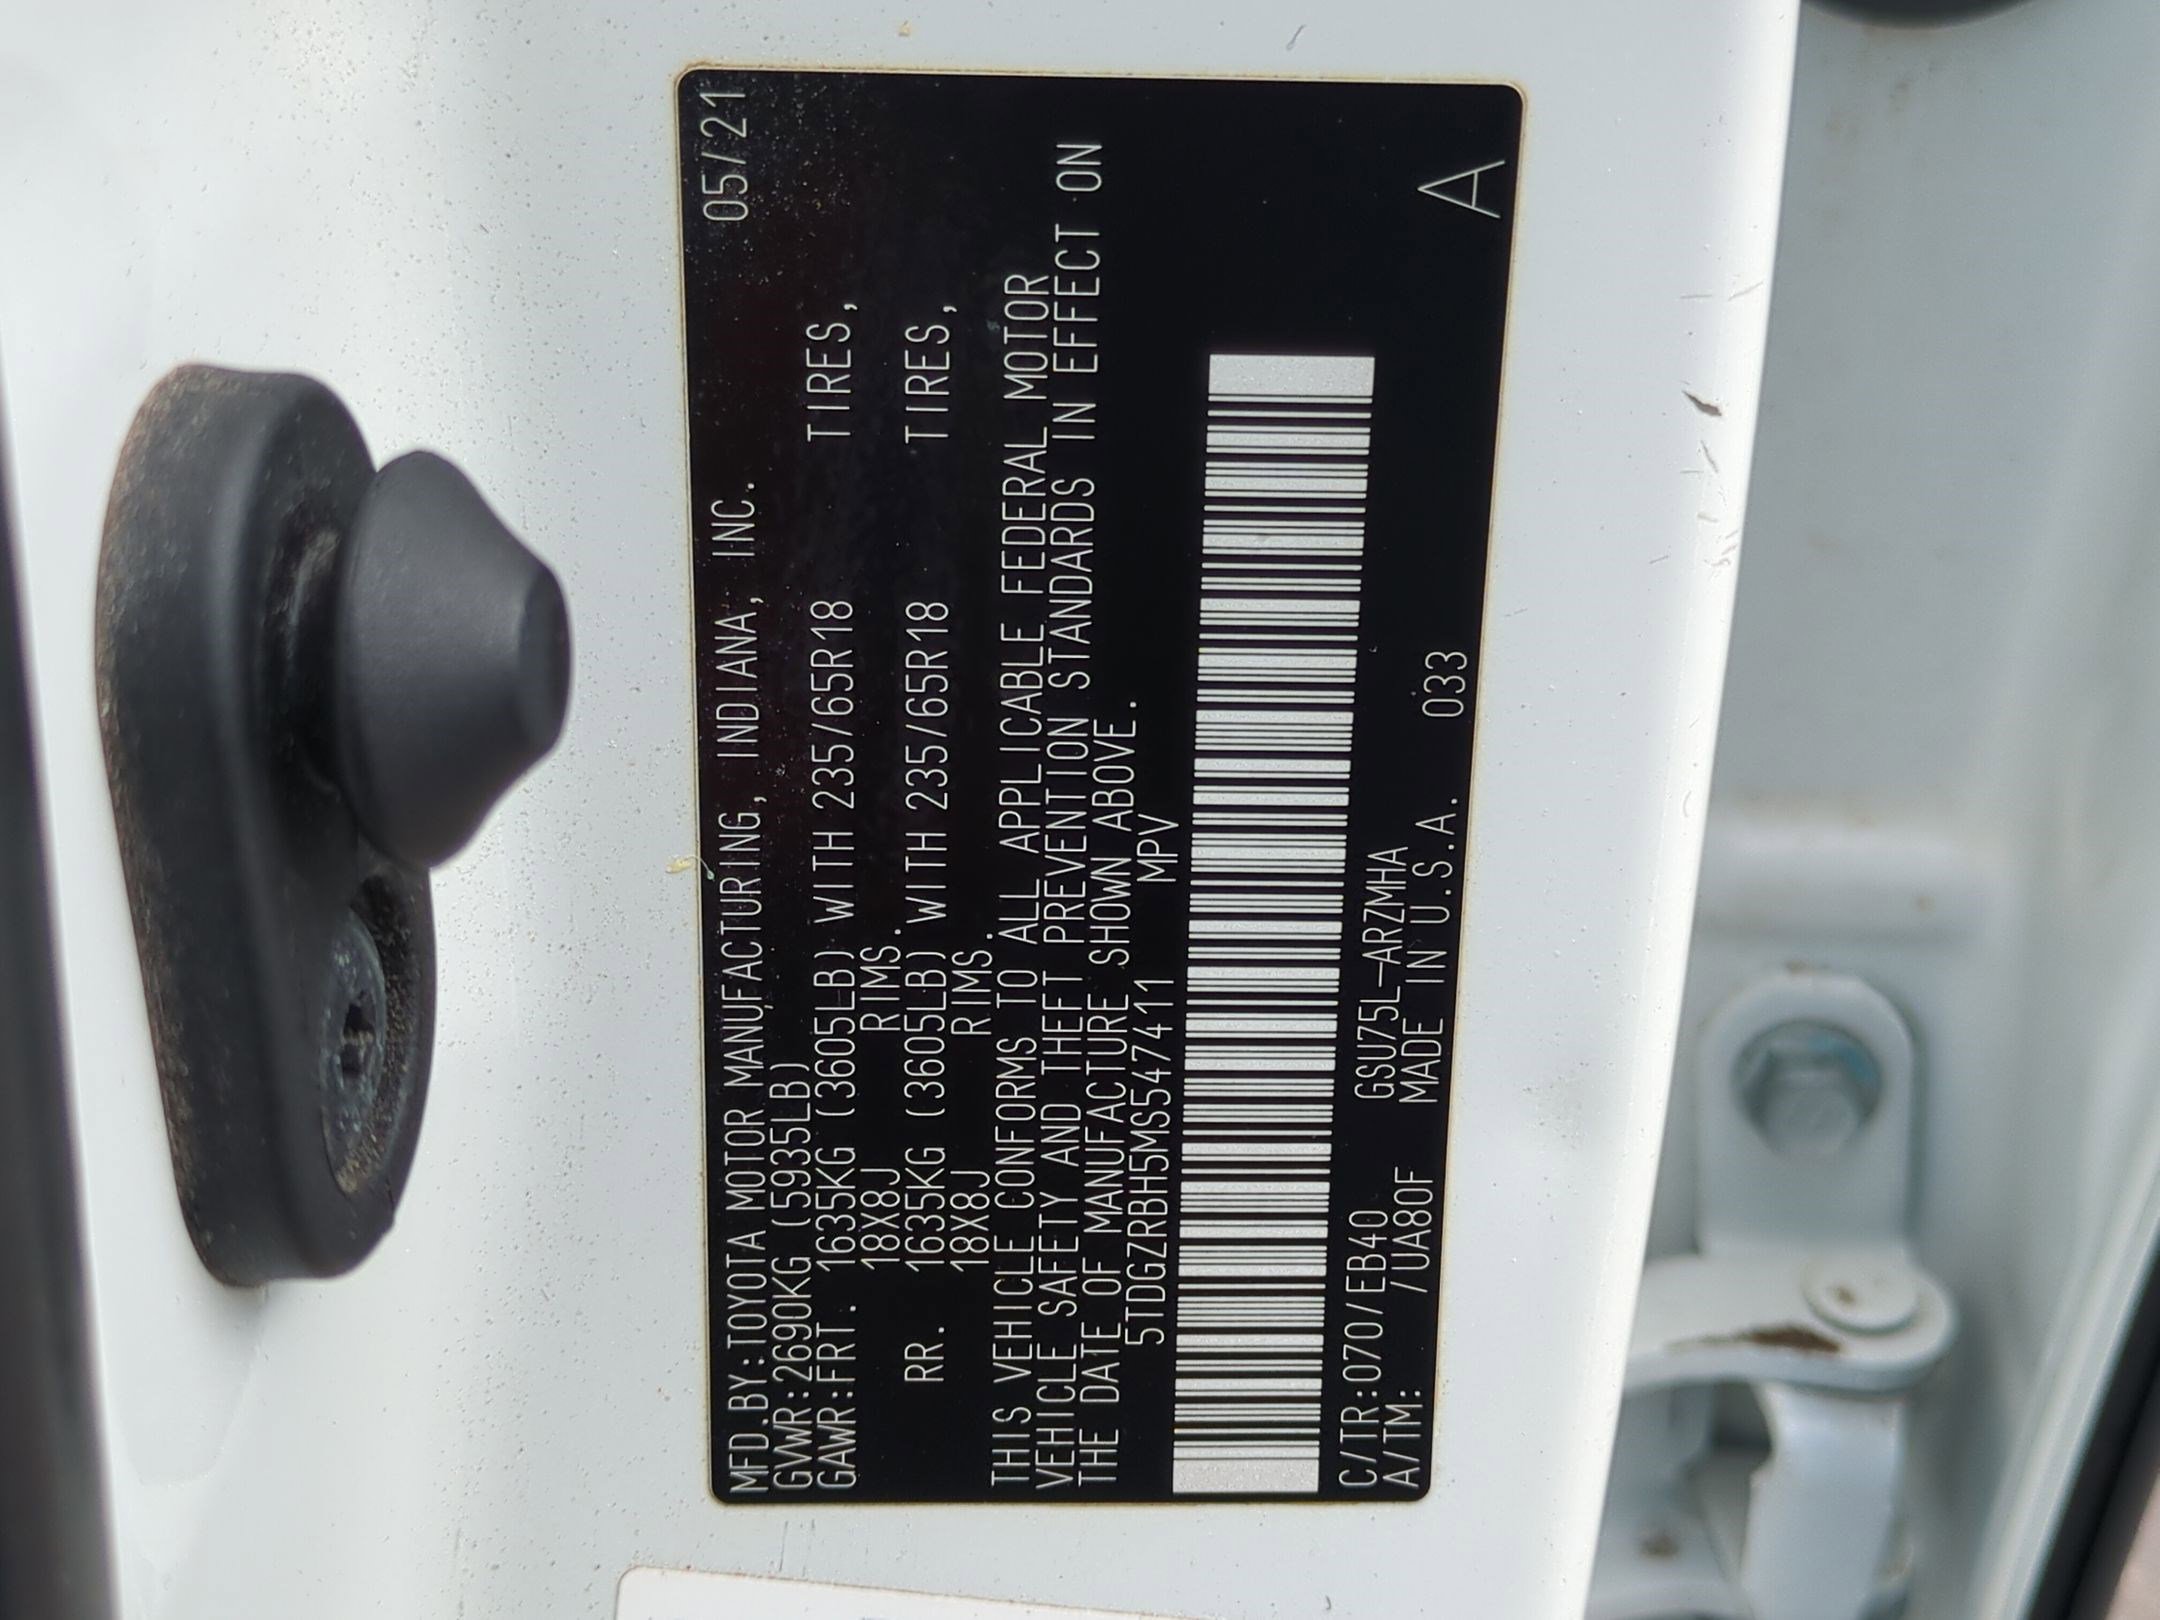 MFD.BY:TOYOTA MOTOR MANUFACTURING, INDIANA, INC. 05/21
GVWR:2690KG (5935LB)
GAWR:FRT. 1635KG (3605LB) WITH 235/65R18 TIRES,
18X8J RIMS.
RR. 1635KG (3605LB) WITH 235/65R18 TIRES,
18X8J RIMS.
THIS VEHICLE CONFORMS TO ALL APPLICABLE FEDERAL MOTOR
VEHICLE SAFETY AND THEFT PREVENTION STANDARDS IN EFFECT ON
THE DATE OF MANUFACTURE SHOWN ABOVE.
5TDGZRBH5MS547411 MPV
C/TR:070/EB40 GSU75L-ARZMHA
A/TM: /UA80F MADE IN U.S.A. 033 A